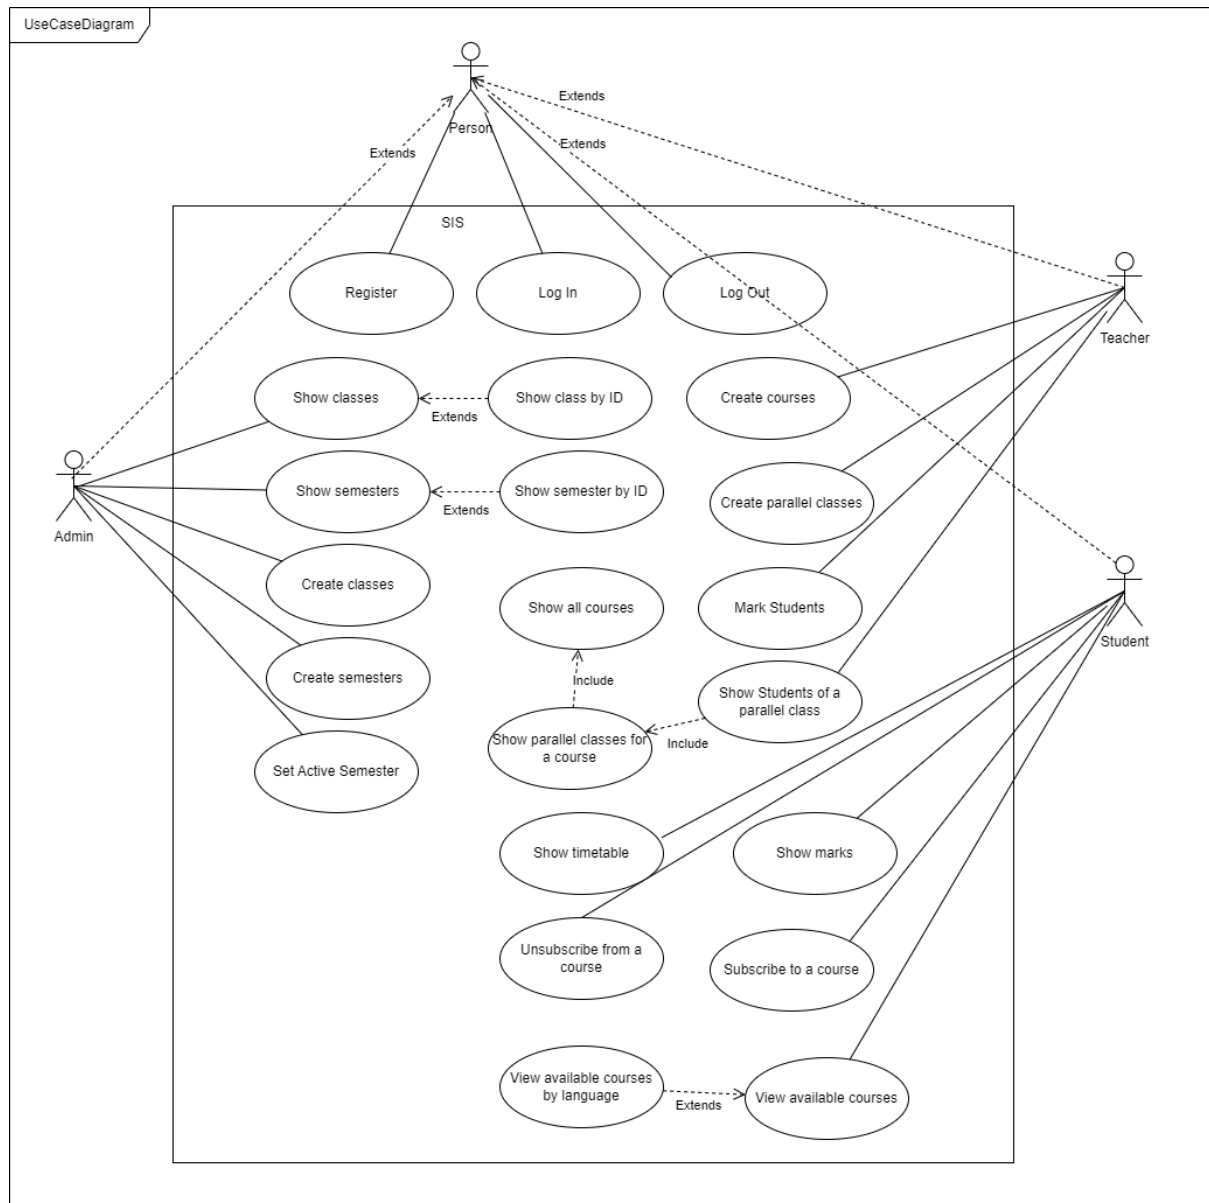 UseCaseDiagram
Extends
Person
Extends
Extends
SIS
Register
Log In
Log Out
Teacher
Show classes
Extends
Show class by ID
Create courses
Show semesters
Extends
Show semester by ID
Create parallel classes
Admin
Create classes
Show all courses
Mark Students
Student
Create semesters
Include
Show Students of a
parallel class
Show parallel classes for
a course
Include
Set Active Semester
Show timetable
Show marks
Unsubscribe from a
course
Subscribe to a course
View available courses
by language
Extends
View available courses